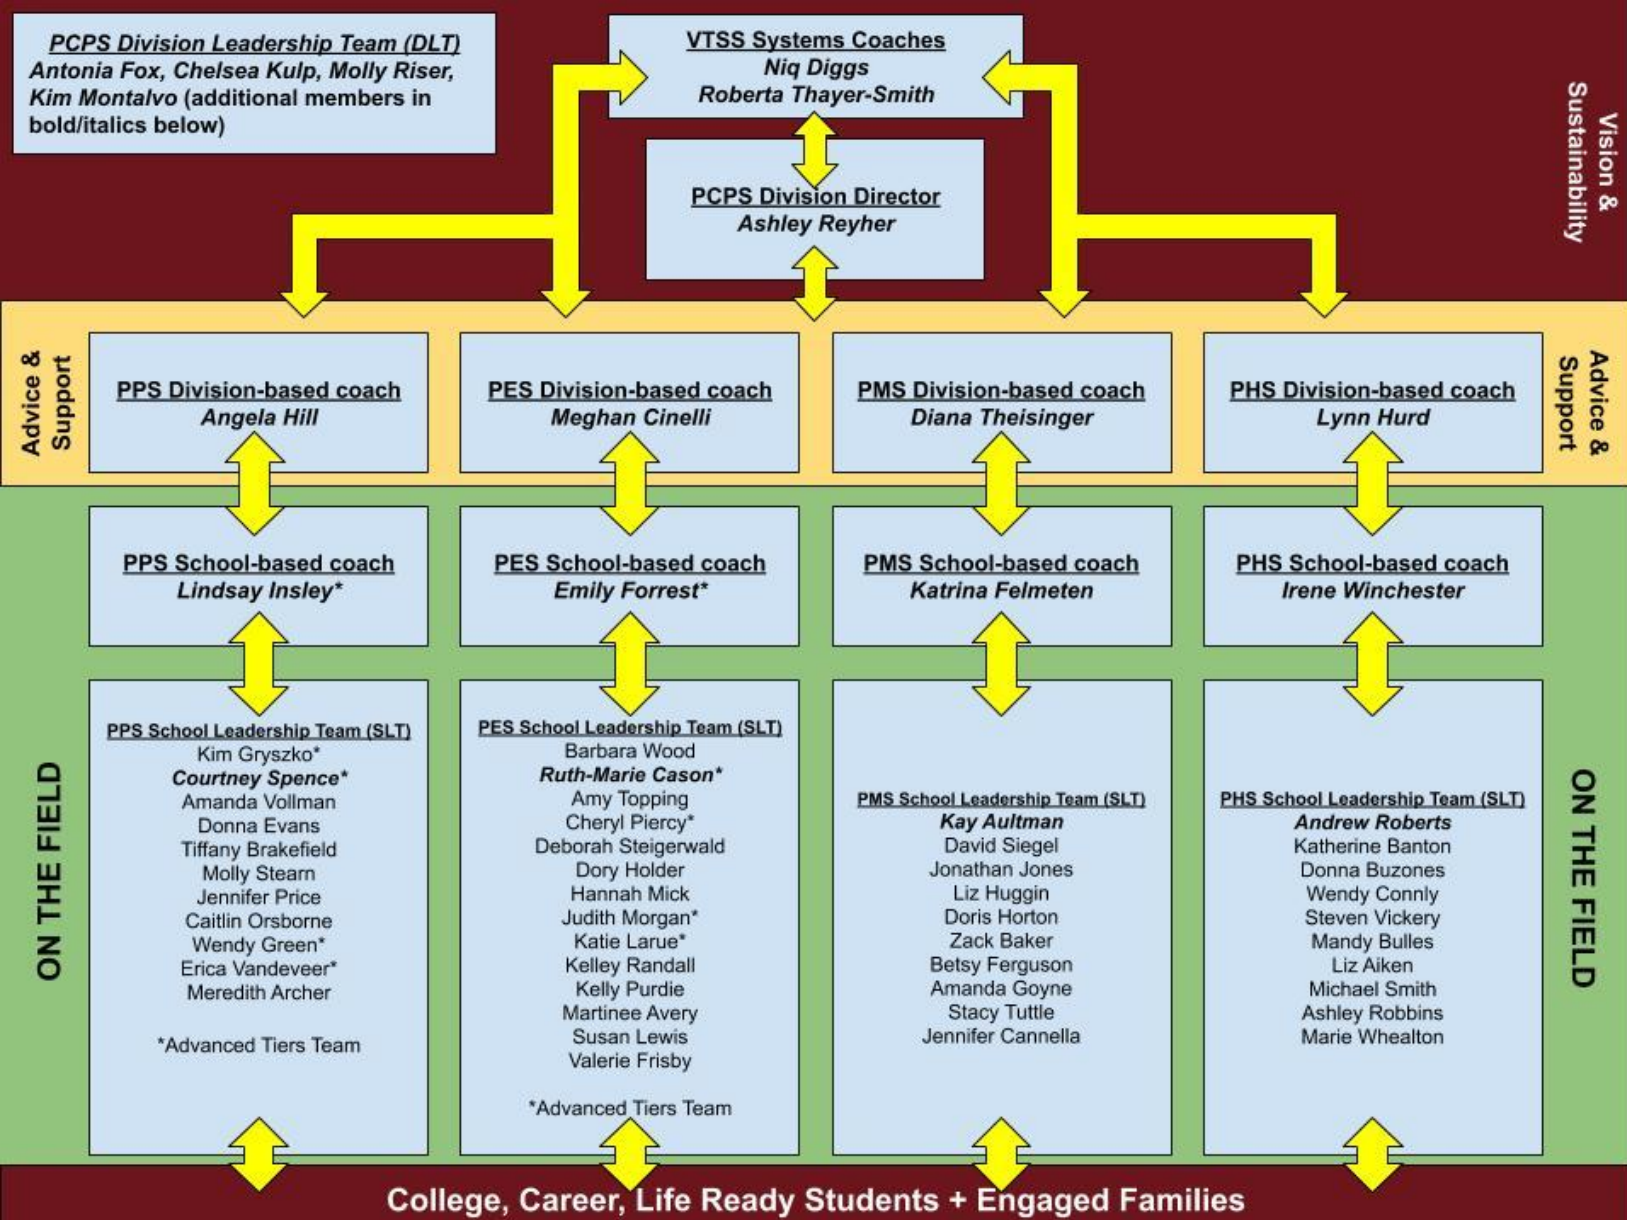 PCPS Division Leadership Team (DLT)
Antonia Fox, Chelsea Kulp, Molly Riser,
Kim Montalvo (additional members in
bold/italics below)
VTSS Systems Coaches
Niq Diggs
Roberta Thayer-Smith
PCPS Division Director
Ashley Reyher
Vision &
Sustainability
Advice &
Support
PPS Division-based coach
Angela Hill
PES Division-based coach
Meghan Cinelli
PMS Division-based coach
Diana Theisinger
PHS Division-based coach
Lynn Hurd
Advice &
Support
ON THE FIELD
PPS School-based coach
Lindsay Insley*
PES School-based coach
Emily Forrest*
PMS School-based coach
Katrina Felmeten
PHS School-based coach
Irene Winchester
PPS School Leadership Team (SLT)
Kim Gryszko*
Courtney Spence*
Amanda Vollman
Donna Evans
Tiffany Brakefield
Molly Stearn
Jennifer Price
Caitlin Orsborne
Wendy Green*
Erica Vandeveer*
Meredith Archer
*Advanced Tiers Team
PES School Leadership Team (SLT)
Barbara Wood
Ruth-Marie Cason*
Amy Topping
Cheryl Piercy*
Deborah Steigerwald
Dory Holder
Hannah Mick
Judith Morgan*
Katie Larue*
Kelley Randall
Kelly Purdie
Martinee Avery
Susan Lewis
Valerie Frisby
*Advanced Tiers Team
PMS School Leadership Team (SLT)
Kay Aultman
David Siegel
Jonathan Jones
Liz Huggin
Doris Horton
Zack Baker
Betsy Ferguson
Amanda Goyne
Stacy Tuttle
Jennifer Cannella
PHS School Leadership Team (SLT)
Andrew Roberts
Katherine Banton
Donna Buzones
Wendy Connly
Steven Vickery
Mandy Bulles
Liz Aiken
Michael Smith
Ashley Robbins
Marie Whealton
ON THE FIELD
College, Career, Life Ready Students + Engaged Families